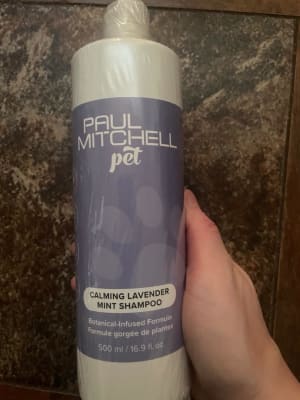 PAUL
MITCHELL
pet
CALMING LAVENDER
MINT SHAMPOO
Botanical-Infused Formula
Formule gorgée de plantes
500 ml / 16.9 fl. oz.